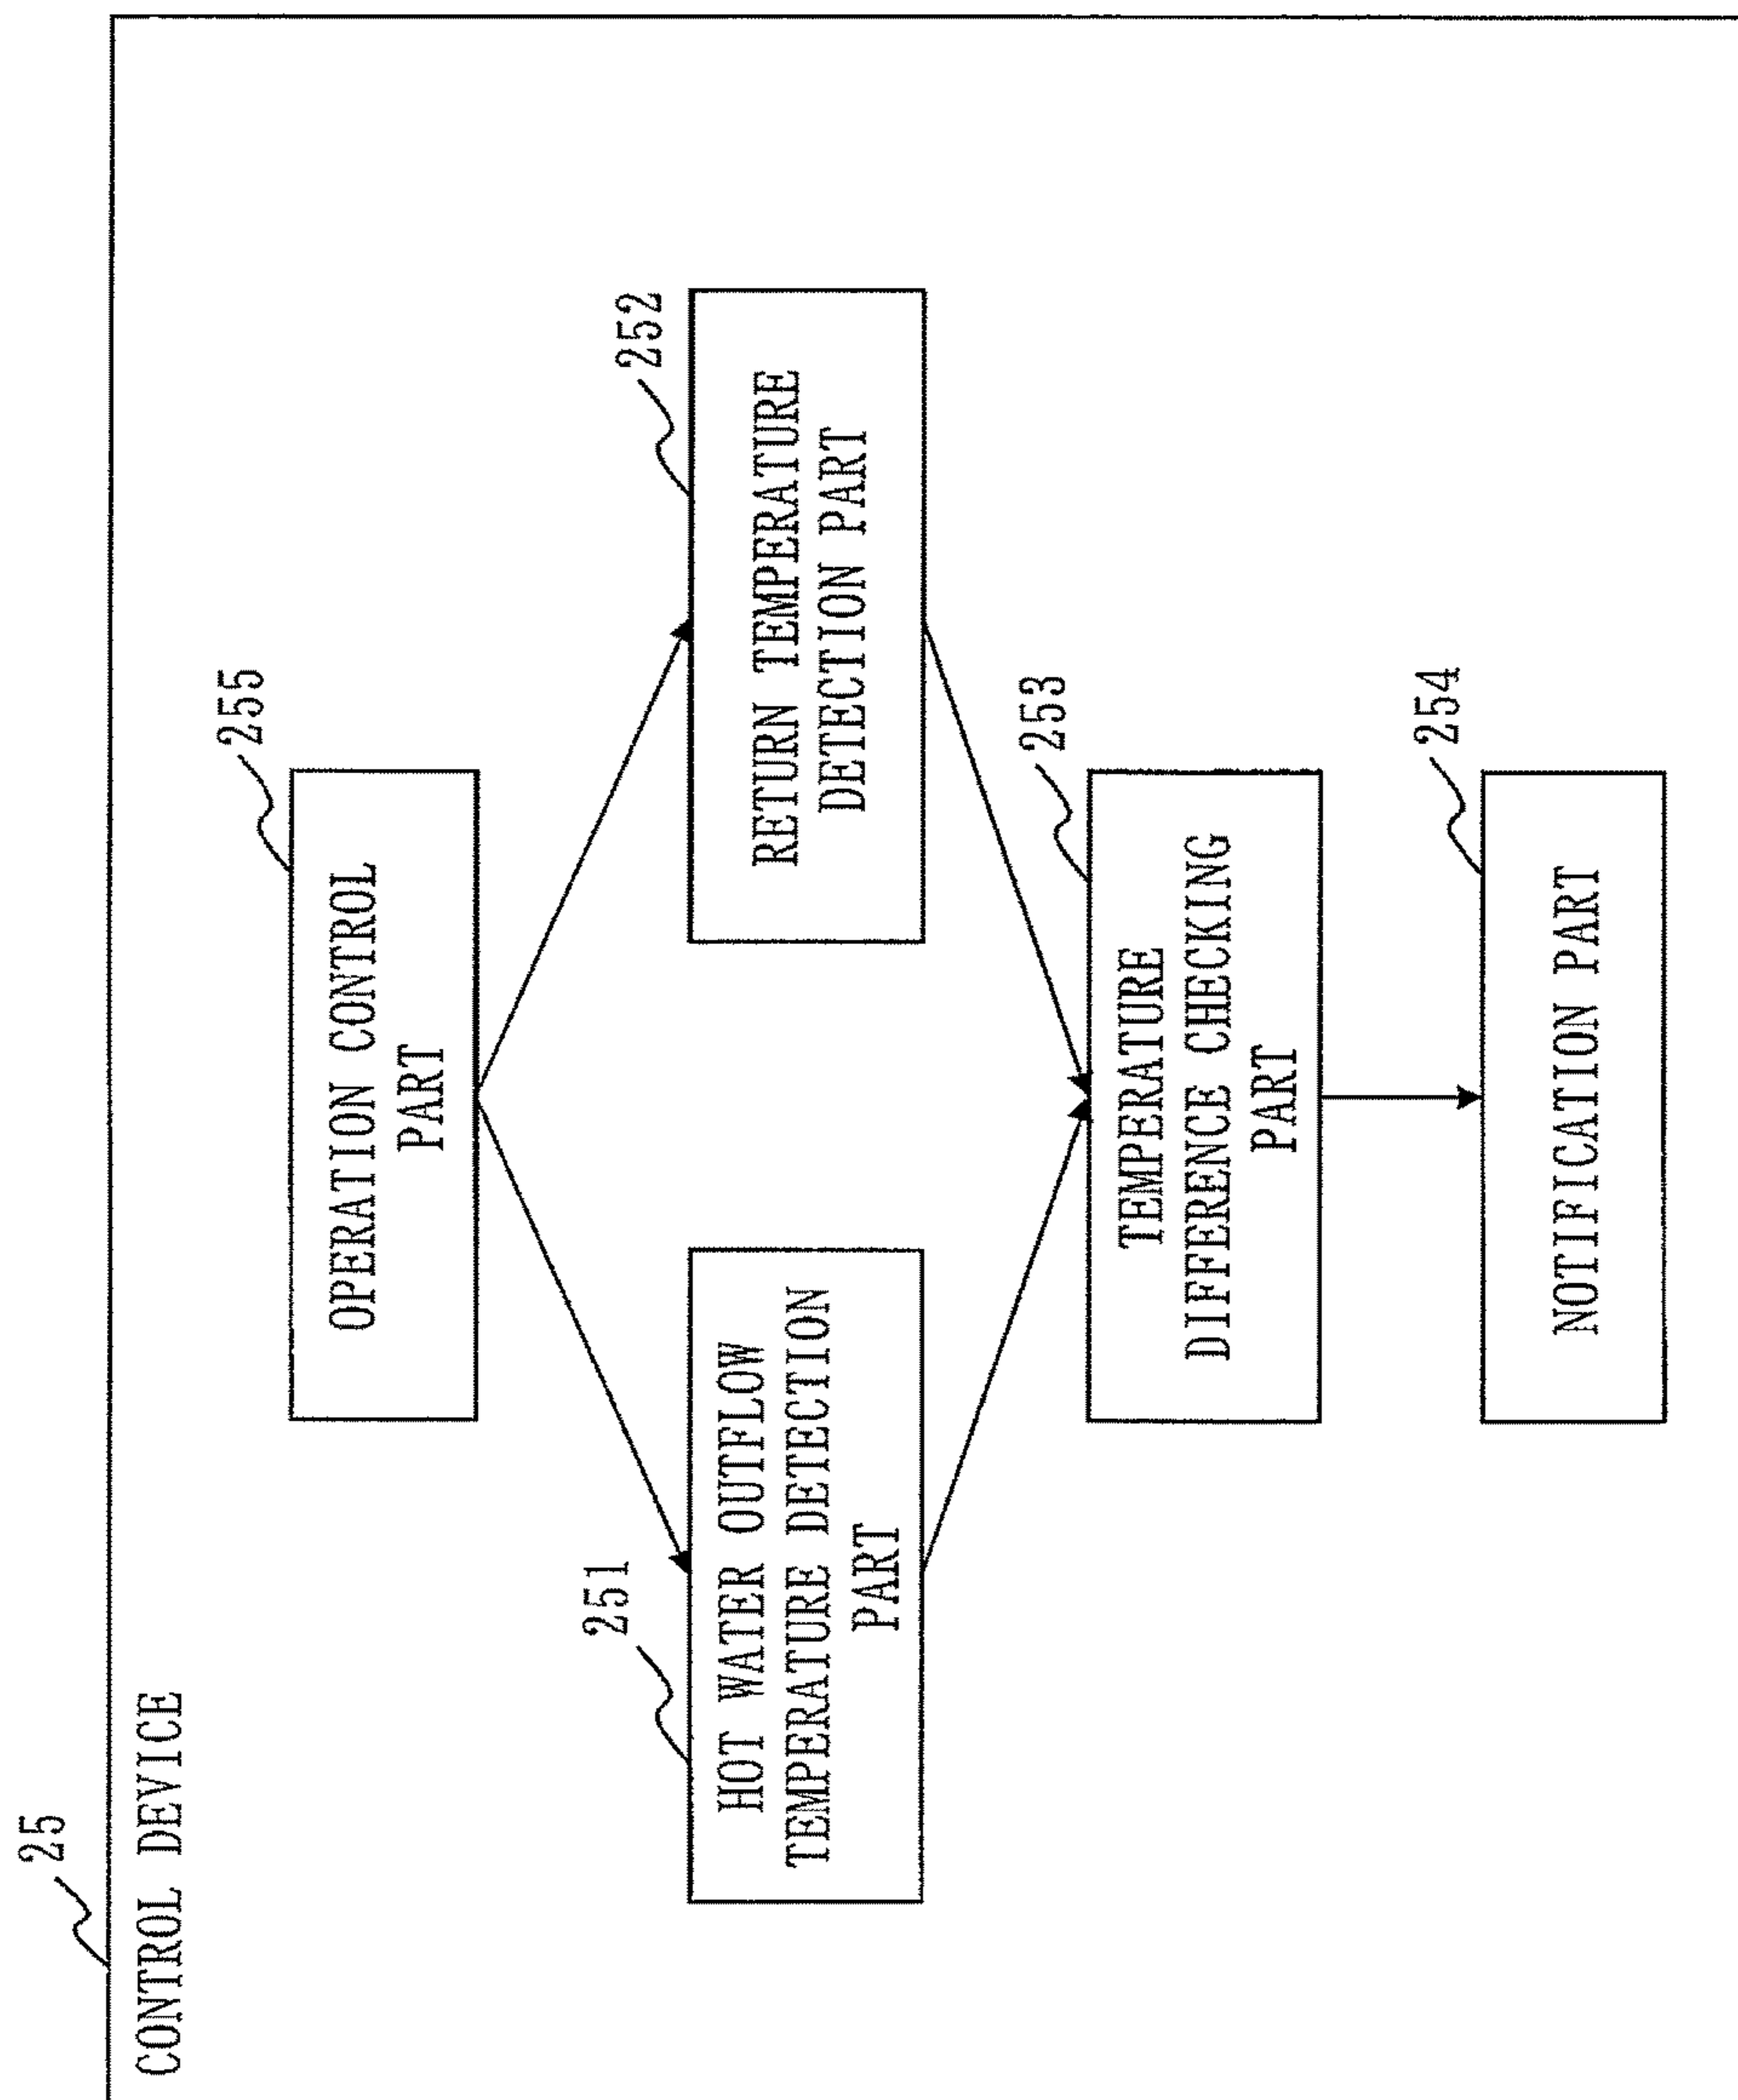 25
CONTROL DEVICE
255
OPERATION CONTROL
PART
251
HOT WATER OUTFLOW
TEMPERATURE DETECTION
PART
252
RETURN TEMPERATURE
DETECTION PART
253
TEMPERATURE
DIFFERENCE CHECKING
PART
254
NOTIFICATION PART